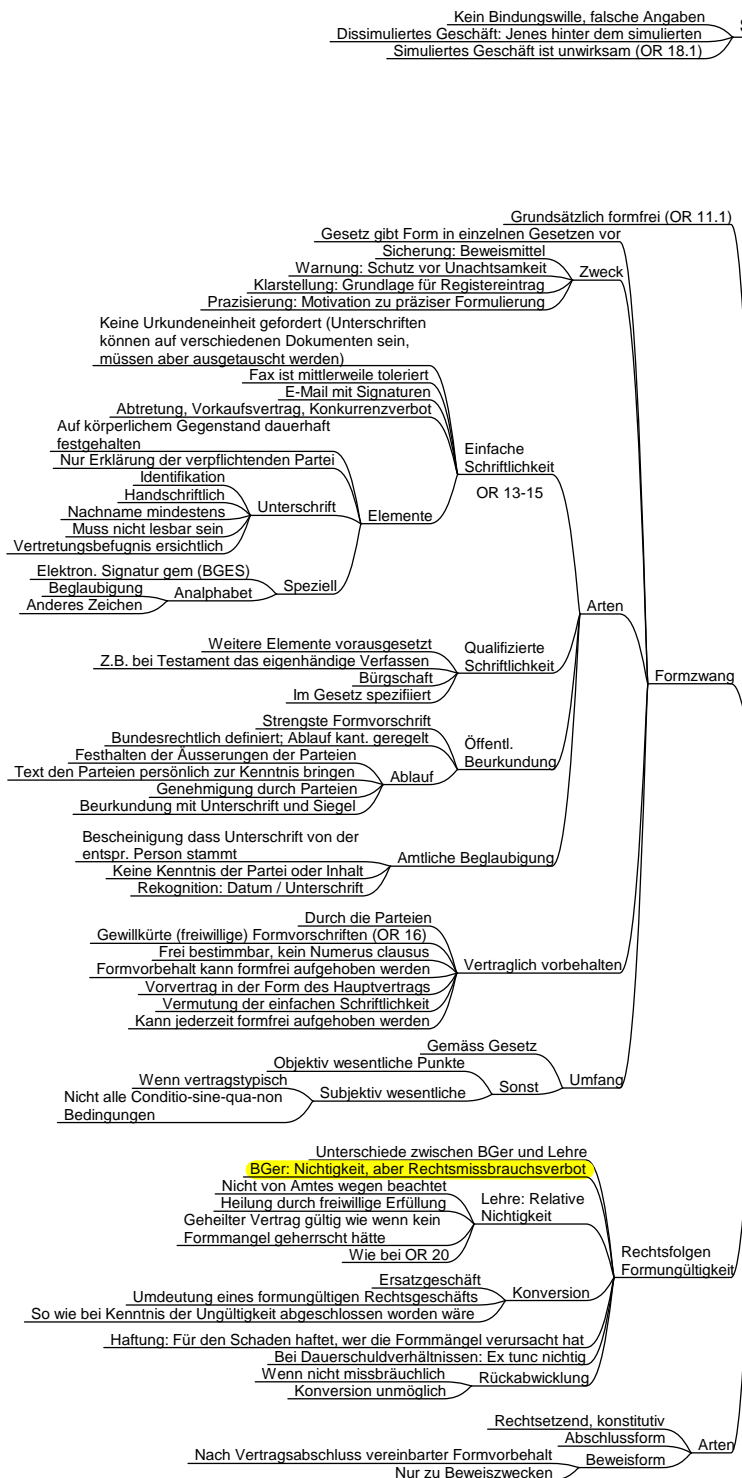 Kein Bindungswille, falsche Angaben
Dissimuliertes Geschäft: Jenes hinter dem simulierten
Simuliertes Geschäft ist unwirksam (OR 18.1)
Grundsätzlich formfrei (OR 11.1)
Gesetz gibt Form in einzelnen Gesetzen vor
Sicherung: Beweismittel
Warnung: Schutz vor Unachtsamkeit
Klarstellung: Grundlage für Registereintrag
Prazisierung: Motivation zu präziser Formulierung
Zweck
Keine Urkundeneinheit gefordert (Unterschriften
können auf verschiedenen Dokumenten sein,
müssen aber ausgetauscht werden)
Fax ist mittlerweile toleriert
E-Mail mit Signaturen
Abtretung, Vorkaufsvertrag, Konkurrenzverbot
Auf körperlichem Gegenstand dauerhaft
festgehalten
Nur Erklärung der verpflichtenden Partei
Identifikation
Handschriftlich
Nachname mindestens
Muss nicht lesbar sein
Vertretungsbefugnis ersichtlich
Unterschrift
Elektron. Signatur gem (BGES)
Beglaubigung
Anderes Zeichen
Analphabet
Speziell
Elemente
Einfache
Schriftlichkeit
OR 13-15
Weitere Elemente vorausgesetzt
Z.B. bei Testament das eigenhändige Verfassen
Bürgschaft
Im Gesetz spezifiiert
Qualifizierte
Schriftlichkeit
Strengste Formvorschrift
Bundesrechtlich definiert; Ablauf kant. geregelt
Festhalten der Äusserungen der Parteien
Text den Parteien persönlich zur Kenntnis bringen
Genehmigung durch Parteien
Beurkundung mit Unterschrift und Siegel
Ablauf
Öffentl.
Beurkundung
Bescheinigung dass Unterschrift von der
entspr. Person stammt
Keine Kenntnis der Partei oder Inhalt
Rekognition: Datum / Unterschrift
Amtliche Beglaubigung
Arten
Durch die Parteien
Gewillkürte (freiwillige) Formvorschriften (OR 16)
Frei bestimmbar, kein Numerus clausus
Formvorbehalt kann formfrei aufgehoben werden
Vorvertrag in der Form des Hauptvertrags
Vermutung der einfachen Schriftlichkeit
Kann jederzeit formfrei aufgehoben werden
Vertraglich vorbehalten
Gemäss Gesetz
Objektiv wesentliche Punkte
Wenn vertragstypisch
Nicht alle Conditio-sine-qua-non
Bedingungen
Subjektiv wesentliche
Sonst
Umfang
Formzwang
Unterschiede zwischen BGer und Lehre
BGer: Nichtigkeit, aber Rechtsmissbrauchsverbot
Nicht von Amtes wegen beachtet
Heilung durch freiwillige Erfüllung
Geheilter Vertrag gültig wie wenn kein
Formmangel geherrscht hätte
Wie bei OR 20
Lehre: Relative
Nichtigkeit
Ersatzgeschäft
Umdeutung eines formungültigen Rechtsgeschäfts
So wie bei Kenntnis der Ungültigkeit abgeschlossen worden wäre
Konversion
Haftung: Für den Schaden haftet, wer die Formmängel verursacht hat
Bei Dauerschuldverhältnissen: Ex tunc nichtig
Wenn nicht missbräuchlich
Konversion unmöglich
Rückabwicklung
Rechtsfolgen
Formungültigkeit
Rechtsetzend, konstitutiv
Abschlussform
Nach Vertragsabschluss vereinbarter Formvorbehalt
Nur zu Beweiszwecken
Beweisform
Arten